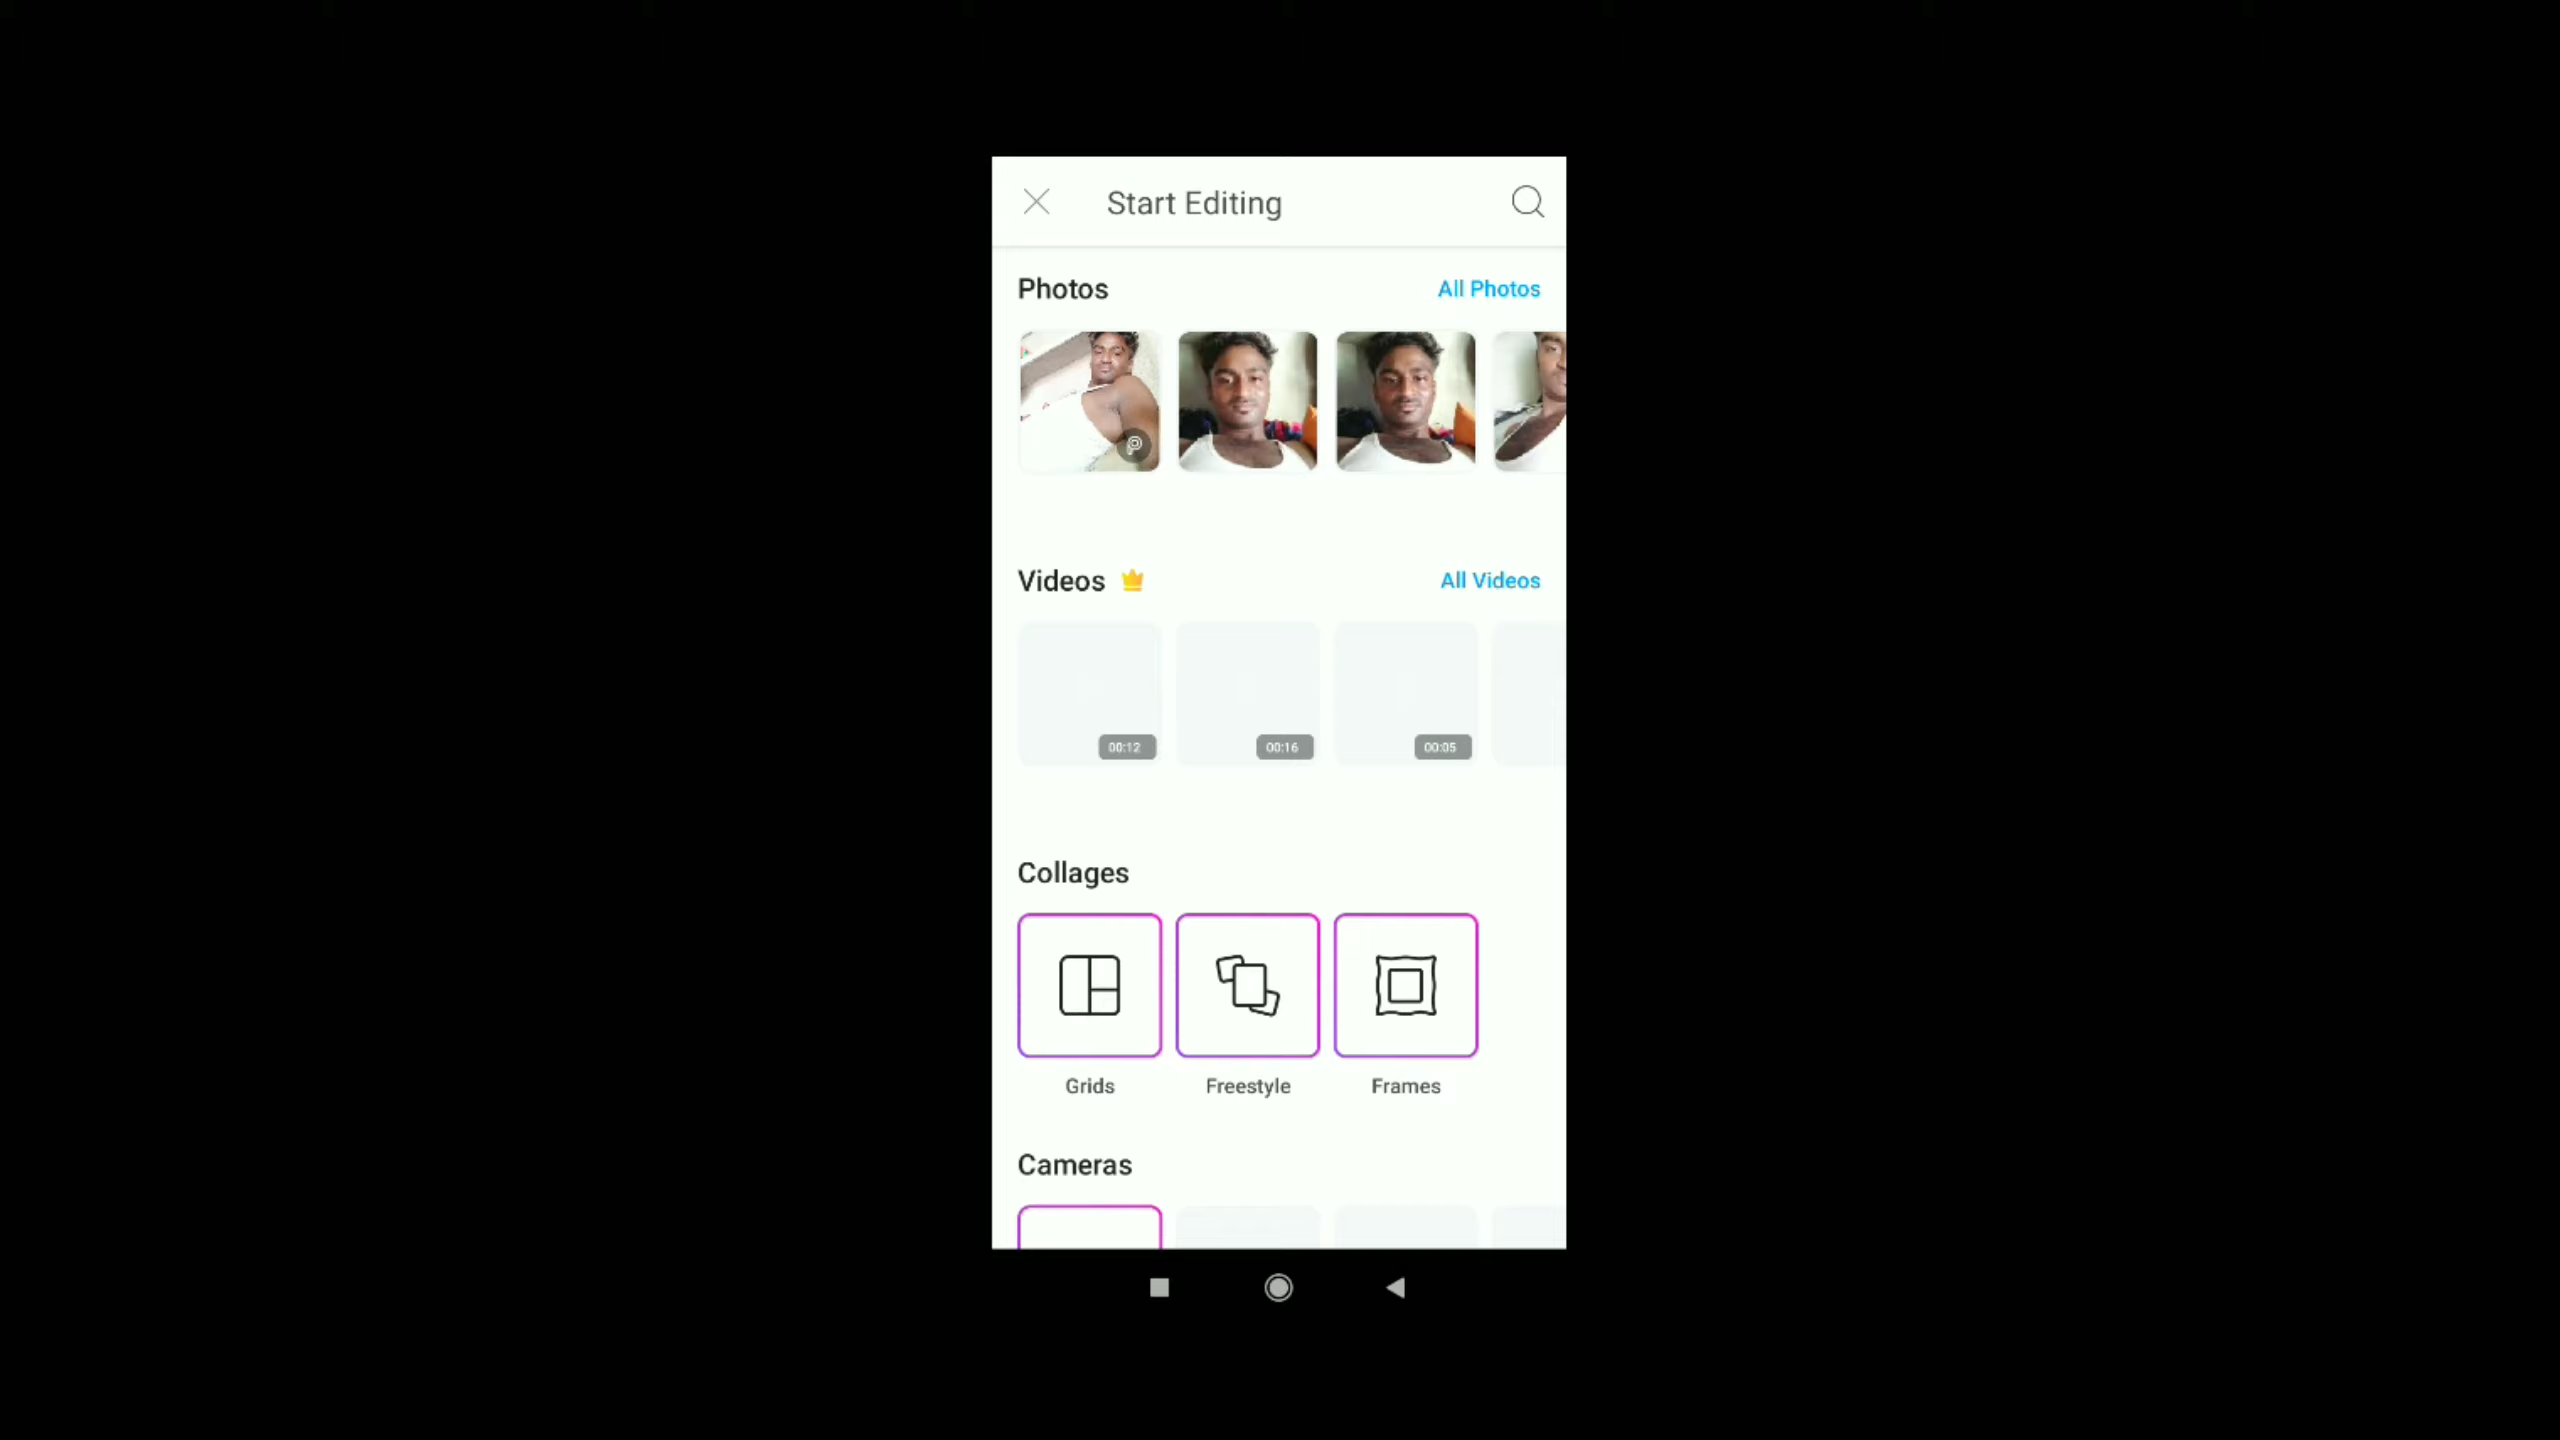 Start Editing
Photos
All Photos
Videos
All Videos
00:12
00:16
00:05
Collages
Grids
Freestyle
Frames
Cameras